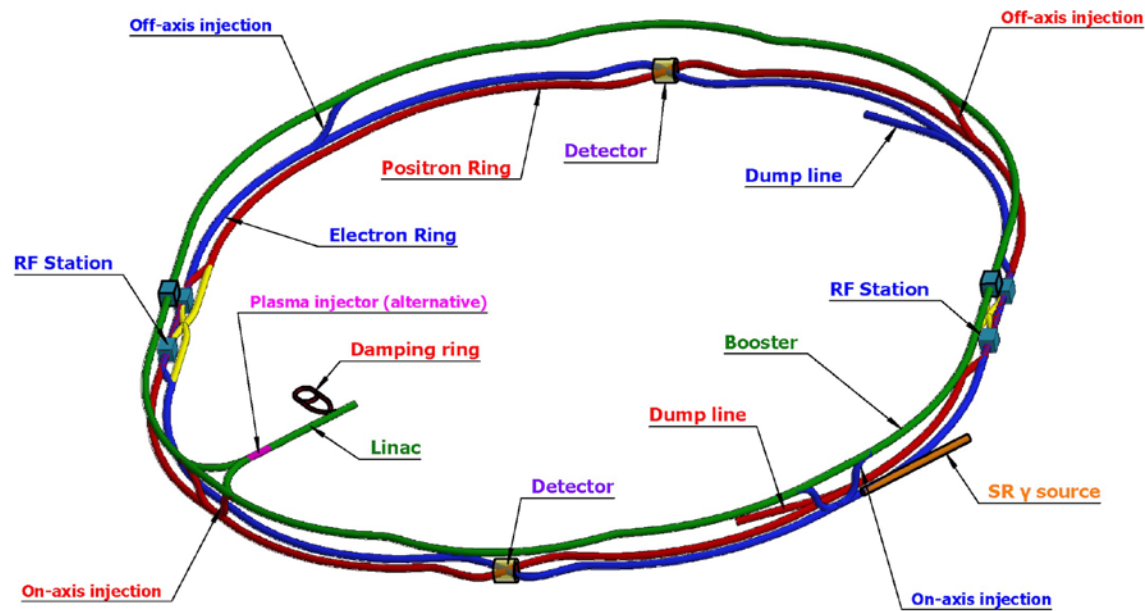 Off-axis injection
Off-axis injection
Detector
Positron Ring
Dump line
Electron Ring
RF Station
Plasma injector (alternative)
RF Station
Damping ring
Booster
Dump line
Linac
Detector
SR γ source
On-axis injection
On-axis injection